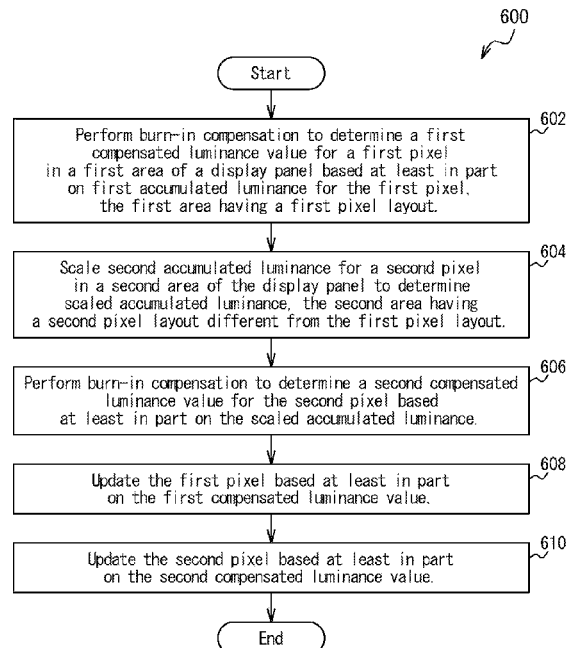 600
Start
602
Perform burn-in compensation to determine a first
compensated luminance value for a first pixel
in a first area of a display panel based at least in part
on first accumulated luminance for the first pixel,
the first area having a first pixel layout.
604
Scale second accumulated luminance for a second pixel
in a second area of the display panel to determine
scaled accumulated luminance, the second area having
a second pixel layout different from the first pixel layout.
606
Perform burn-in compensation to determine a second compensated
luminance value for the second pixel based
at least in part on the scaled accumulated luminance.
608
Update the first pixel based at least in part
on the first compensated luminance value.
610
Update the second pixel based at least in part
on the second compensated luminance value.
End